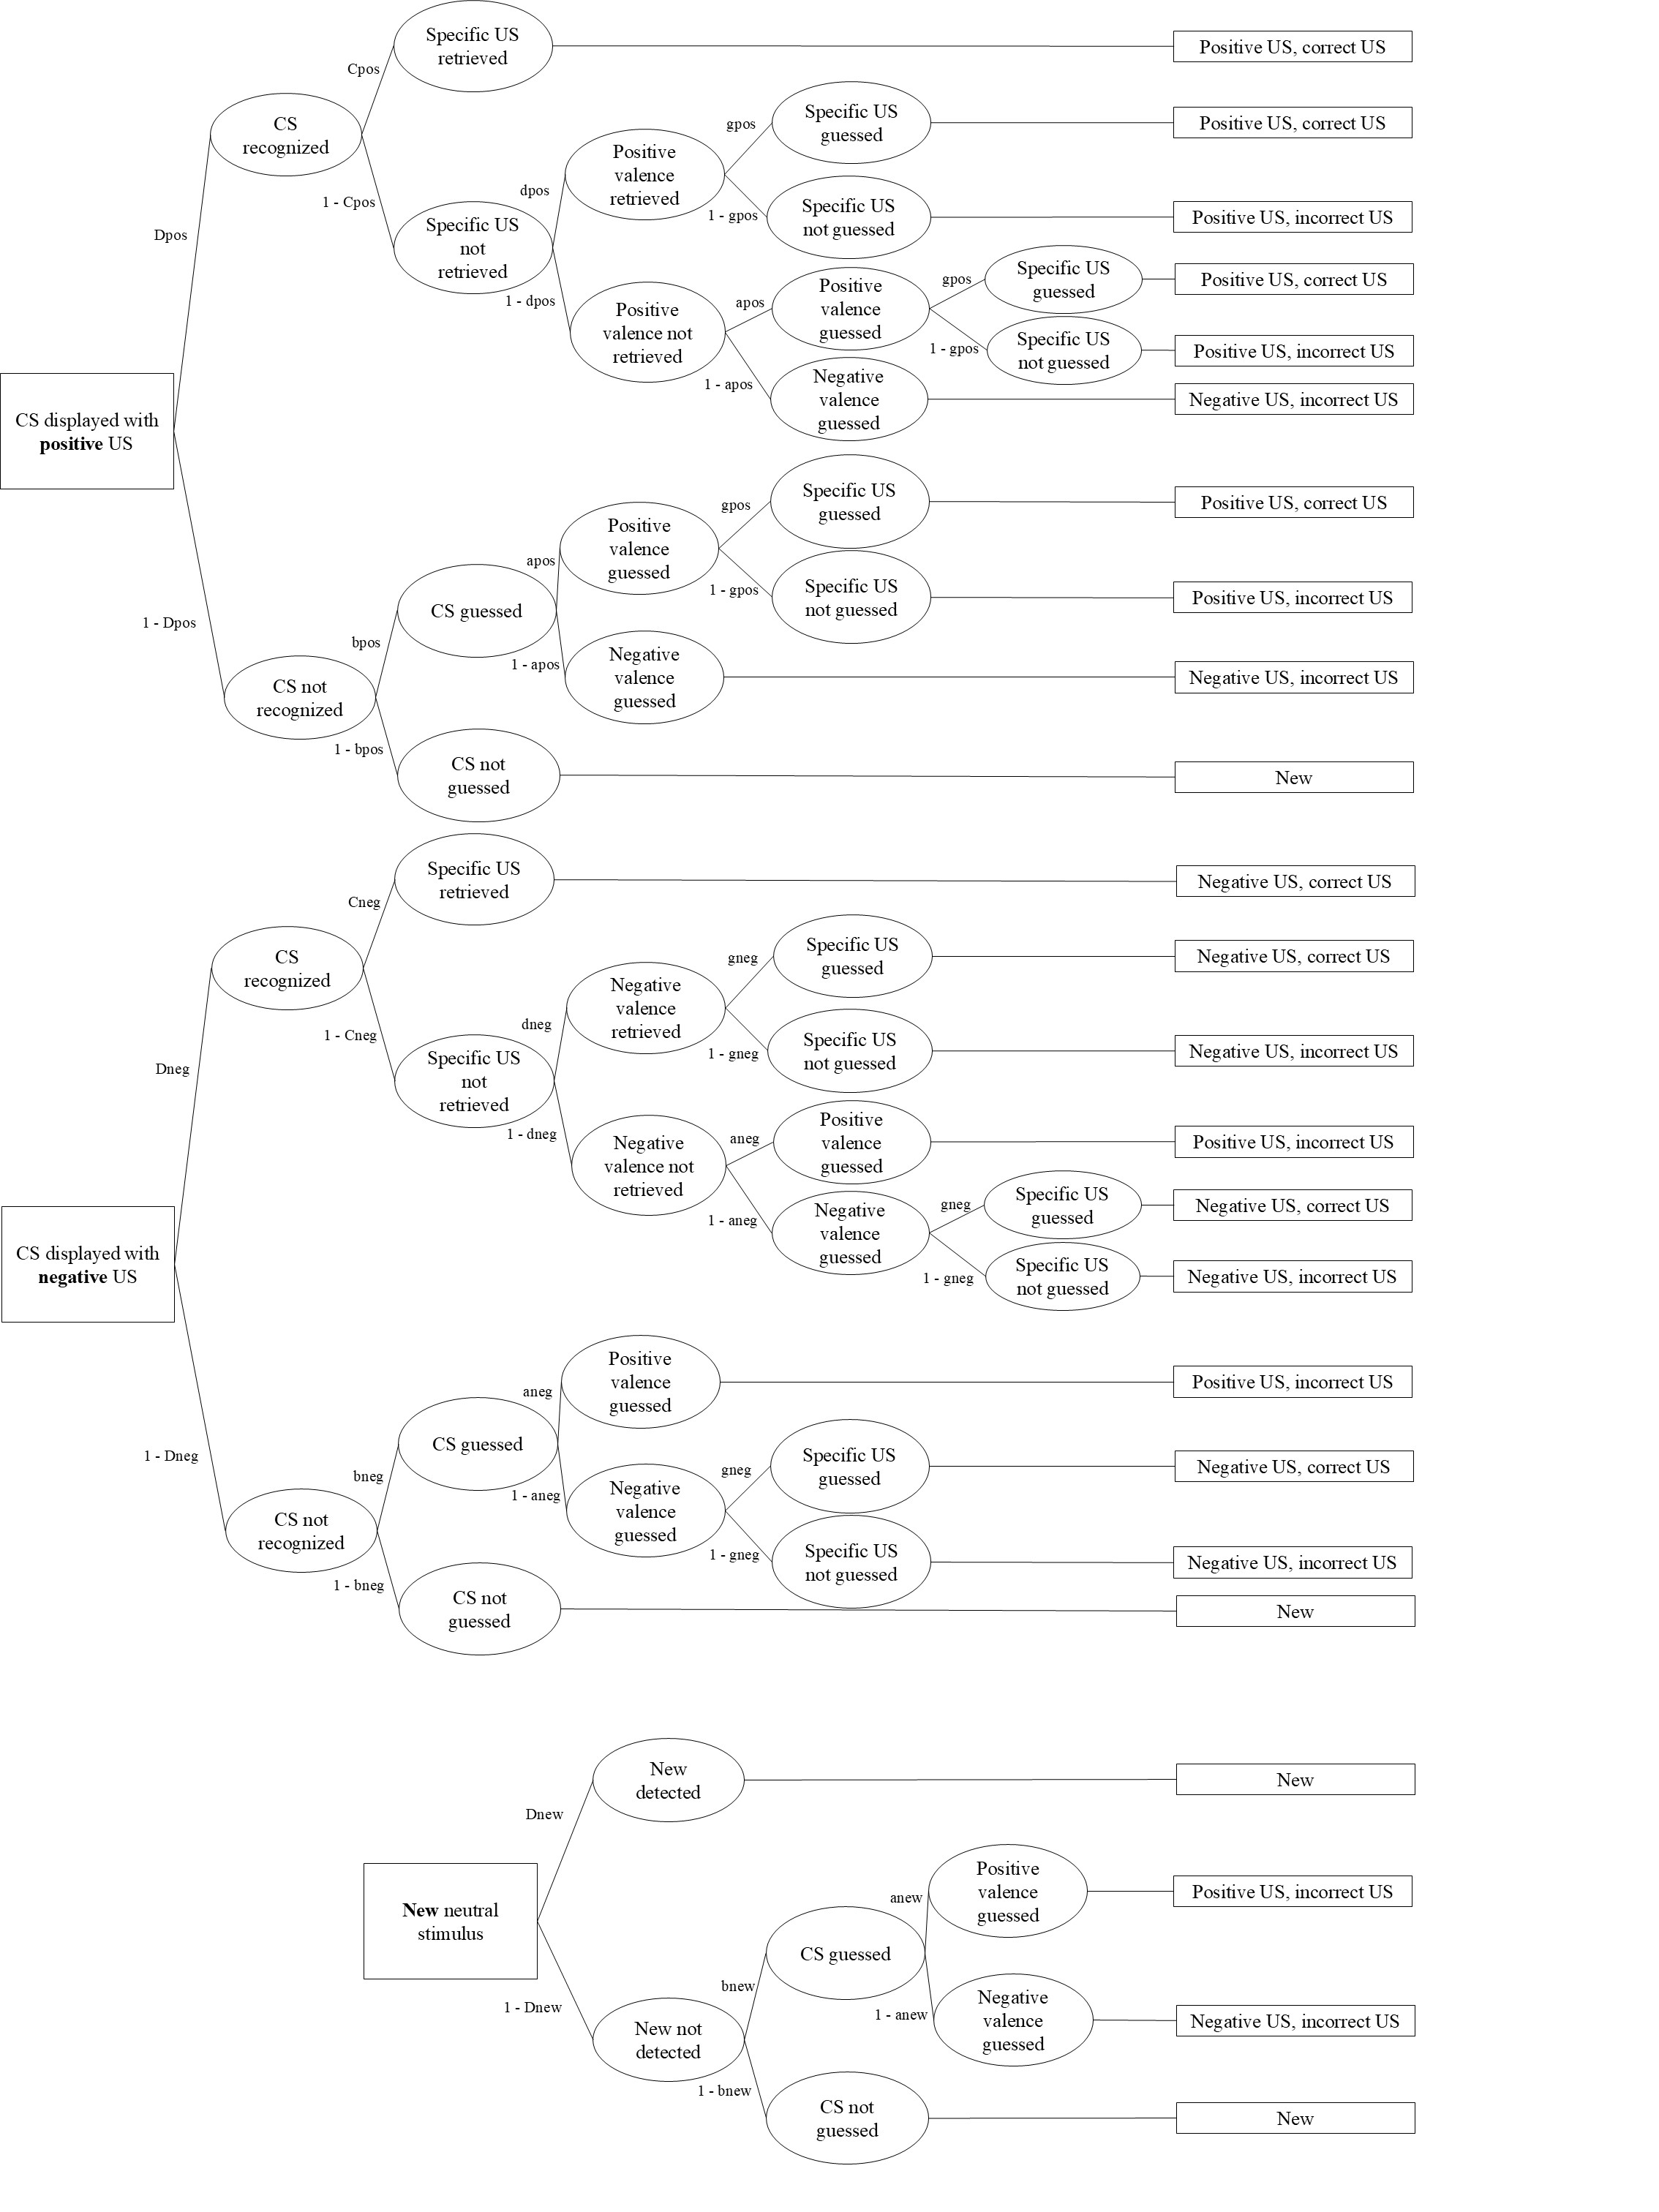 Specific US
retrieved
Positive US, correct US
Cpos
CS
recognized
Specific US
guessed
Positive US, correct US
gpos
Positive
valence
retrieved
dpos
1 - Cpos
1 - gpos
Specific US
not guessed
Positive US, incorrect US
Specific US
not
retrieved
Dpos
1 - dpos
Positive
valence not
retrieved
apos
Positive
valence
guessed
gpos
Specific US
guessed
Positive US, correct US
1 - gpos
Specific US
not guessed
Positive US, incorrect US
1 - apos
Negative
valence
guessed
Negative US, incorrect US
CS displayed with
positive US
Specific US
guessed
Positive US, correct US
gpos
Positive
valence
guessed
apos
CS guessed
1 - gpos
Specific US
not guessed
Positive US, incorrect US
1 - Dpos
bpos
1 - apos
Negative
valence
guessed
Negative US, incorrect US
CS not
recognized
1 - bpos
CS not
guessed
New
Specific US
retrieved
Negative US, correct US
Cneg
CS
recognized
Specific US
guessed
Negative US, correct US
gneg
Negative
valence
retrieved
dneg
1 - Cneg
1 - gneg
Specific US
not guessed
Negative US, incorrect US
Specific US
not
retrieved
Dneg
1 - dneg
Negative
valence not
retrieved
aneg
Positive
valence
guessed
Positive US, incorrect US
1 - aneg
Negative
valence
guessed
gneg
Specific US
guessed
Negative US, correct US
1 - gneg
Specific US
not guessed
Negative US, incorrect US
CS displayed with
negative US
Positive
valence
guessed
Positive US, incorrect US
aneg
CS guessed
1 - Dneg
bneg
1 - aneg
Negative
valence
guessed
gneg
Specific US
guessed
Negative US, correct US
1 - gneg
Specific US
not guessed
Negative US, incorrect US
CS not
recognized
1 - bneg
CS not
guessed
New
New
detected
New
Dnew
New neutral
stimulus
Positive
valence
guessed
Positive US, incorrect US
anew
CS guessed
bnew
1 - Dnew
1 - anew
Negative
valence
guessed
Negative US, incorrect US
New not
detected
1 - bnew
CS not
guessed
New